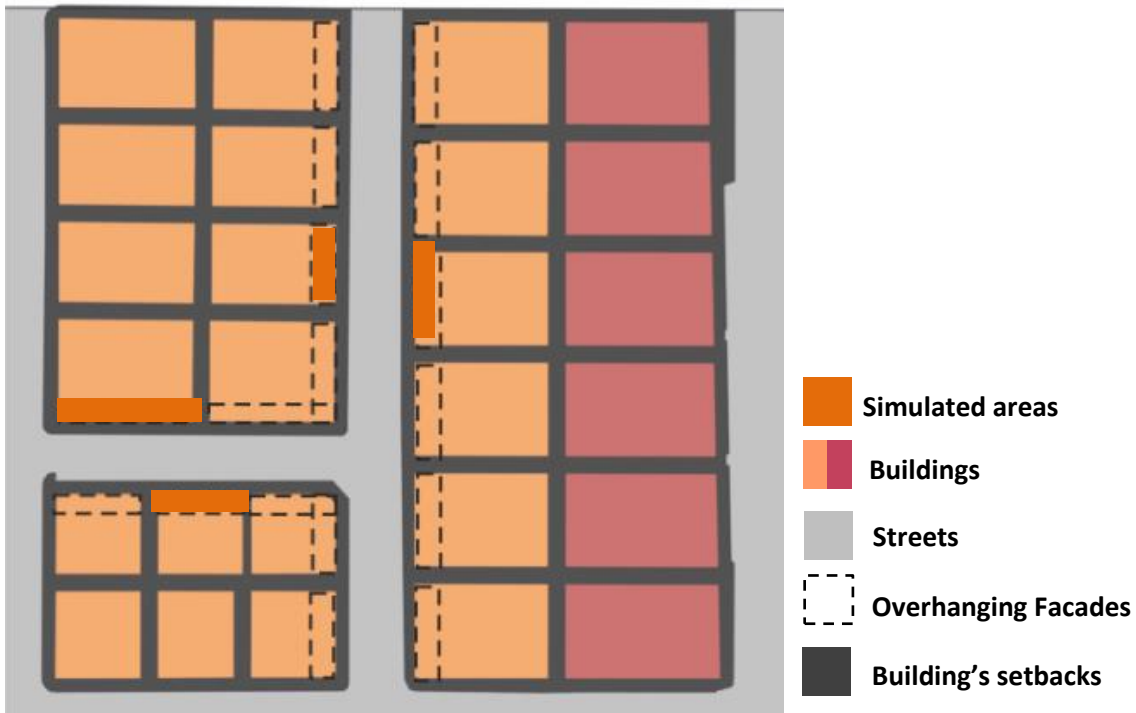 Simulated areas
Buildings
Streets
Overhanging Facades
Building's setbacks